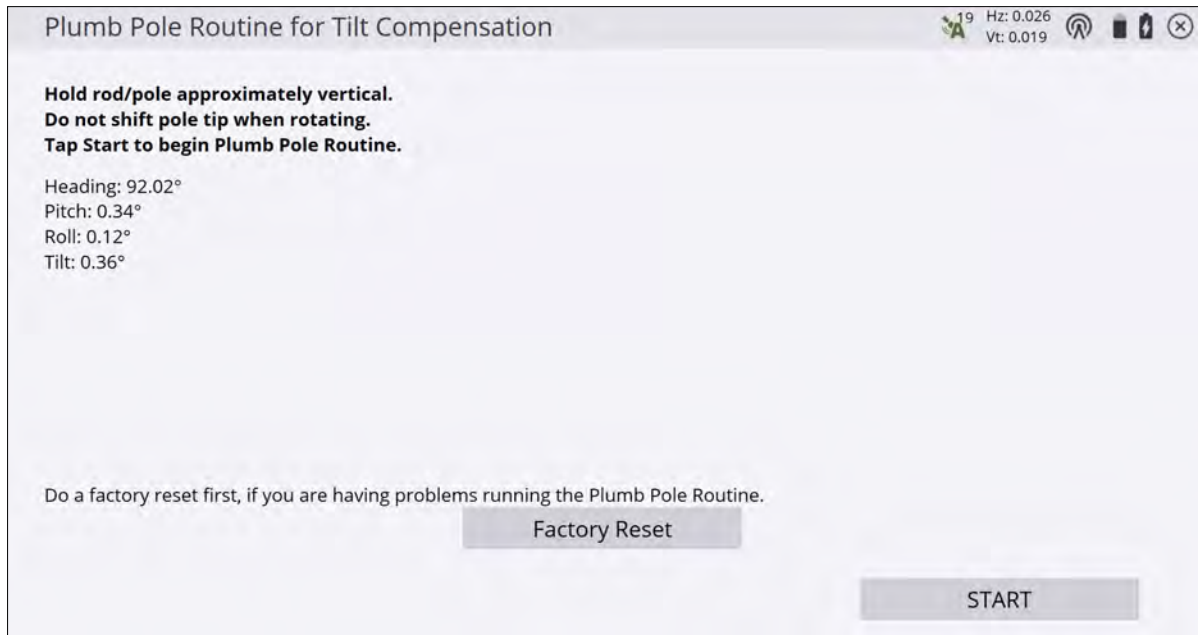 Plumb Pole Routine for Tilt Compensation
19
Hz: 0.026
Vt: 0.019
Hold rod/pole approximately vertical.
Do not shift pole tip when rotating.
Tap Start to begin Plumb Pole Routine.
Heading: 92.02°
Pitch: 0.34°
Roll: 0.12°
Tilt: 0.36°
Do a factory reset first, if you are having problems running the Plumb Pole Routine.
Factory Reset
START